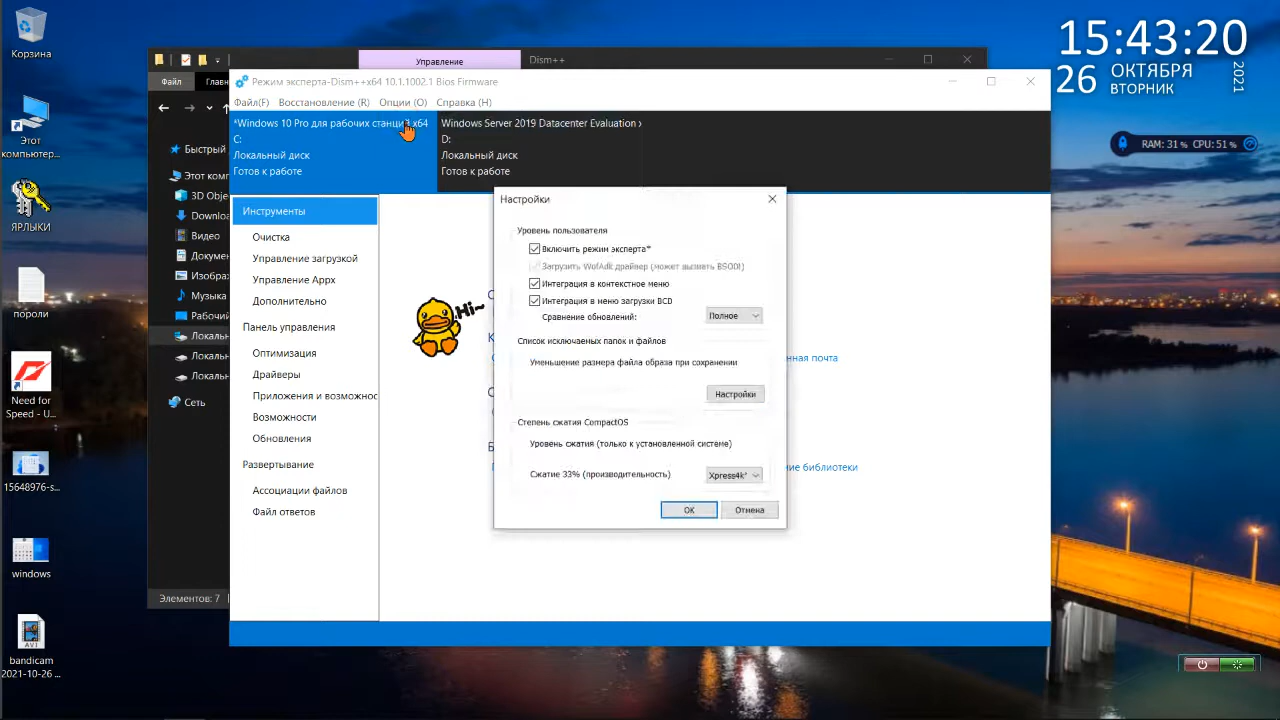 Корзина
Этот
компьютер...
ЯРЛЫКИ
пороли
Need for
Speed - U...
15648976-s...
windows
bandicam
2021-10-26 ...
15:43:20
26
ОКТЯБРЯ
ВТОРНИК
2021
RAM: 31 % CPU: 51 %
Управление
Dism++
Файл
Главн
Быстрый
Этот комп
3D Obje
Downloa
Видео
Докумен
Изображ
Музыка
Рабочий
Локальн
Локальн
Локальн
Сеть
Элементов: 7
Режим эксперта-Dism++x64 10.1.1002.1 Bios Firmware
Файл(F) Восстановление (R) Опции (O) Справка (H)
*Windows 10 Pro для рабочих станций x64
C:
Локальный диск
Готов к работе
Windows Server 2019 Datacenter Evaluation x
D:
Локальный диск
Готов к работе
Инструменты
Очистка
Управление загрузкой
Управление Appx
Дополнительно
Панель управления
Оптимизация
Драйверы
Приложения и возможнос
Возможности
Обновления
Развертывание
Ассоциации файлов
Файл ответов
Hi~
нная почта
ние библиотеки
Настройки
Уровень пользователя
Включить режим эксперта*
Загрузить WofAdk драйвер (может вызвать BSOD!)
Интеграция в контекстное меню
Интеграция в меню загрузки BCD
Сравнение обновлений:
Полное
Список исключаемых папок и файлов
Уменьшение размера файла образа при сохранении
Настройки
Степень сжатия CompactOS
Уровень сжатия (только к установленной системе)
Сжатие 33% (производительность)
Xpress4k*
ОК
Отмена